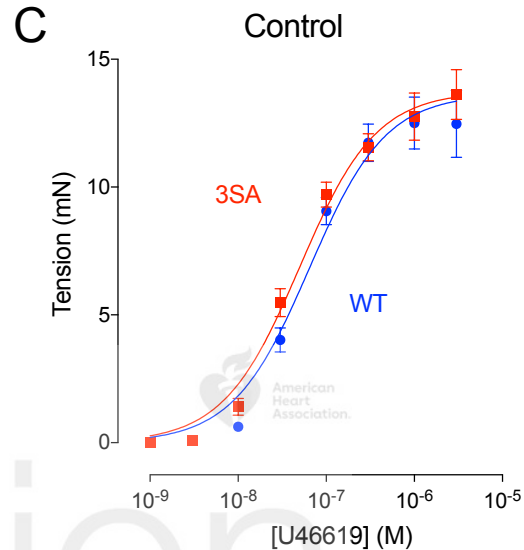 C
Control
15
10
5
0
Tension (mN)
3SA
WT
American
Heart
Association.
10⁻⁹ 10⁻⁸ 10⁻⁷ 10⁻⁶ 10⁻⁵
[U46619] (M)
ion